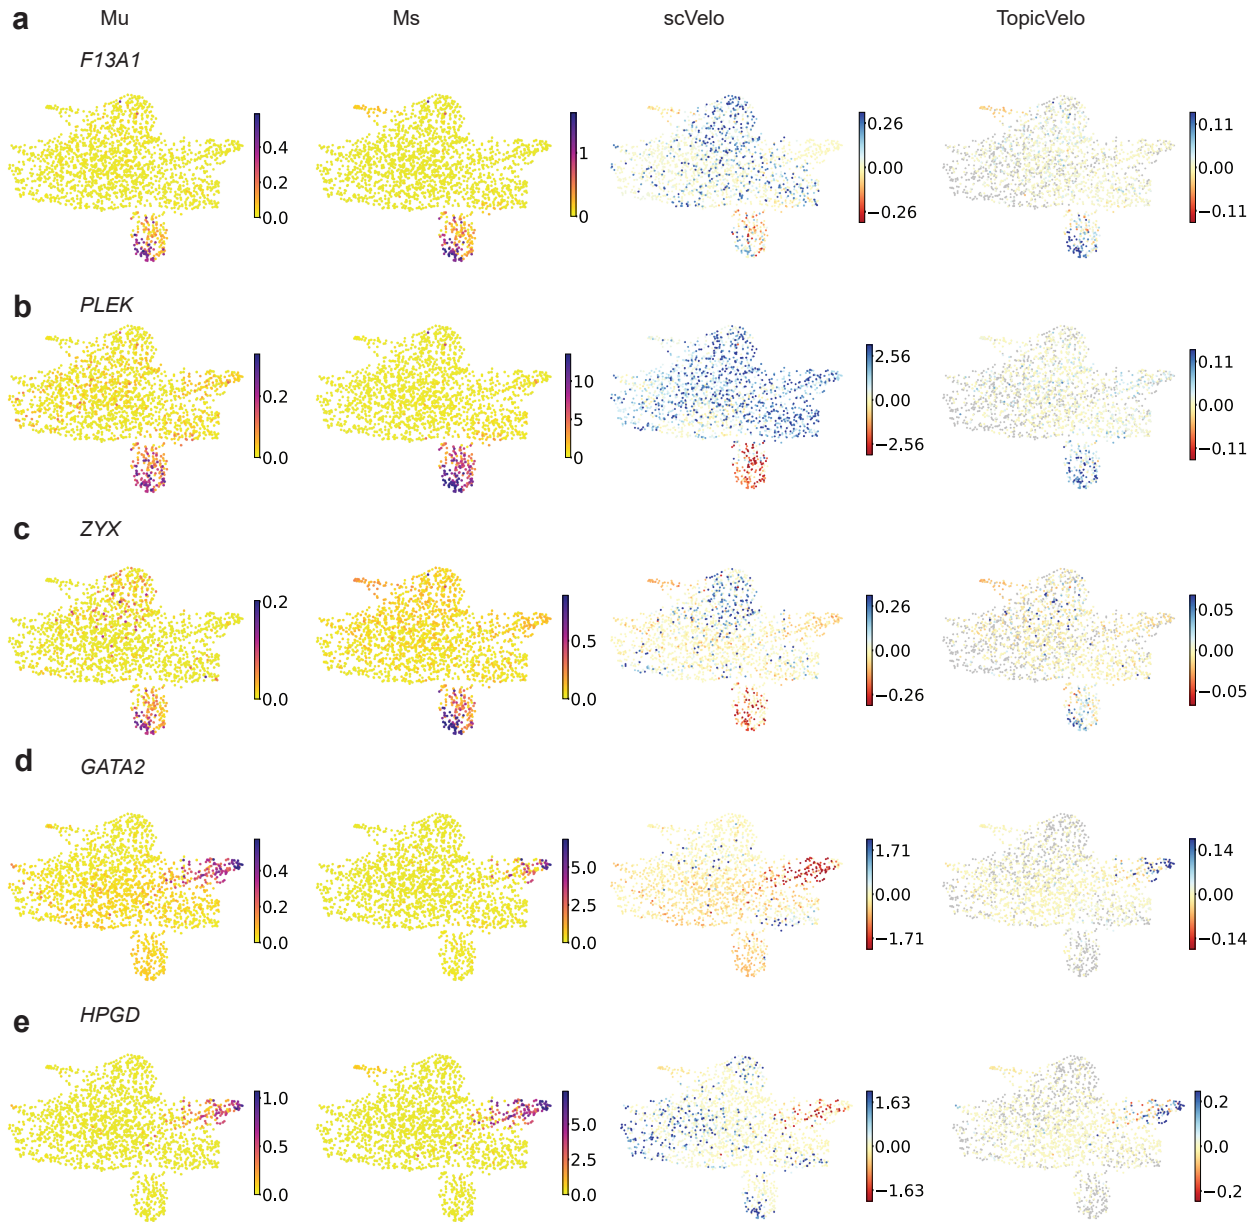 a Mu Ms scVelo TopicVelo
F13A1
0.4 0.2 0.0 1 0 0.26 0.00 −0.26 0.11 0.00 −0.11
b PLEK
0.2 0.0 10 5 0 2.56 0.00 −2.56 0.11 0.00 −0.11
c ZYX
0.2 0.0 0.5 0.0 0.26 0.00 −0.26 0.05 0.00 −0.05
d GATA2
0.4 0.2 0.0 5.0 2.5 0.0 1.71 0.00 −1.71 0.14 0.00 −0.14
e HPGD
1.0 0.5 0.0 5.0 2.5 0.0 1.63 0.00 −1.63 0.2 0.0 −0.2